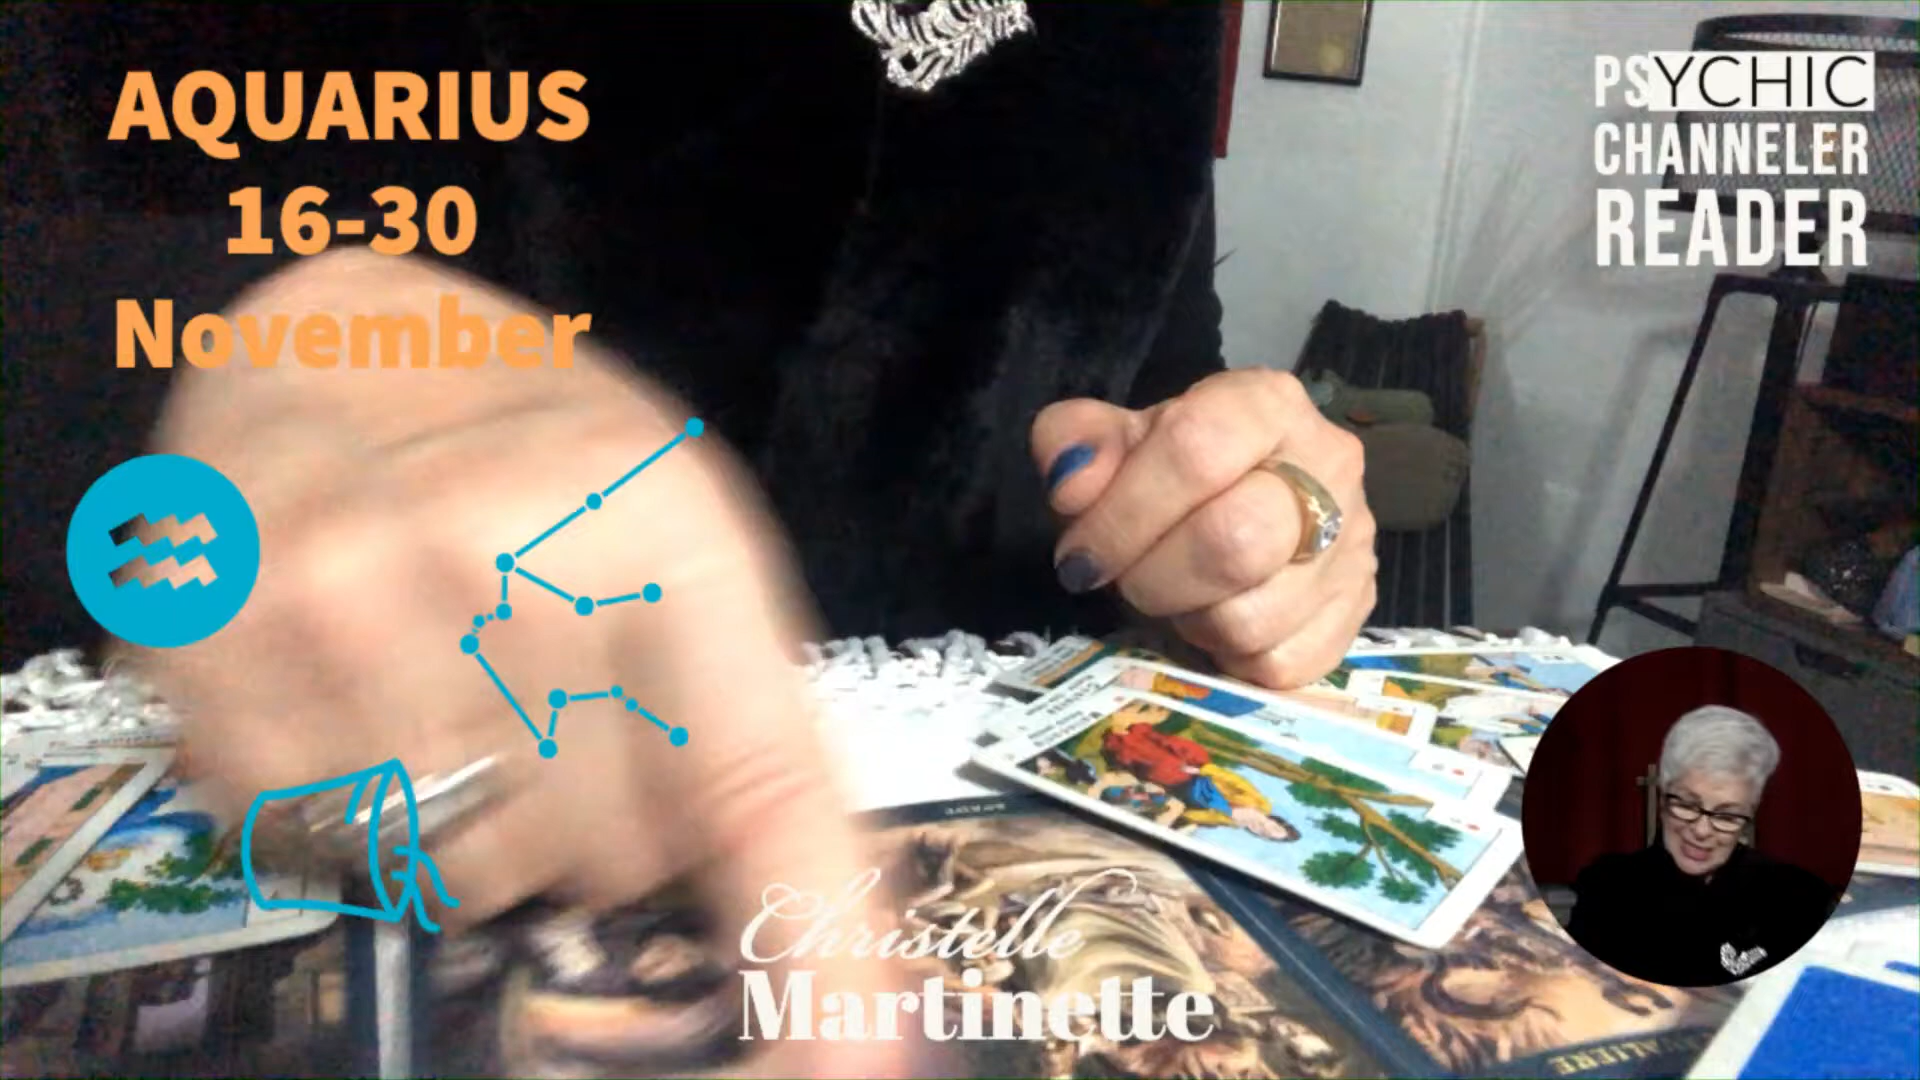 AQUARIUS
16-30
November
PSYCHIC
CHANNELER
READER
Christelle
Martinette